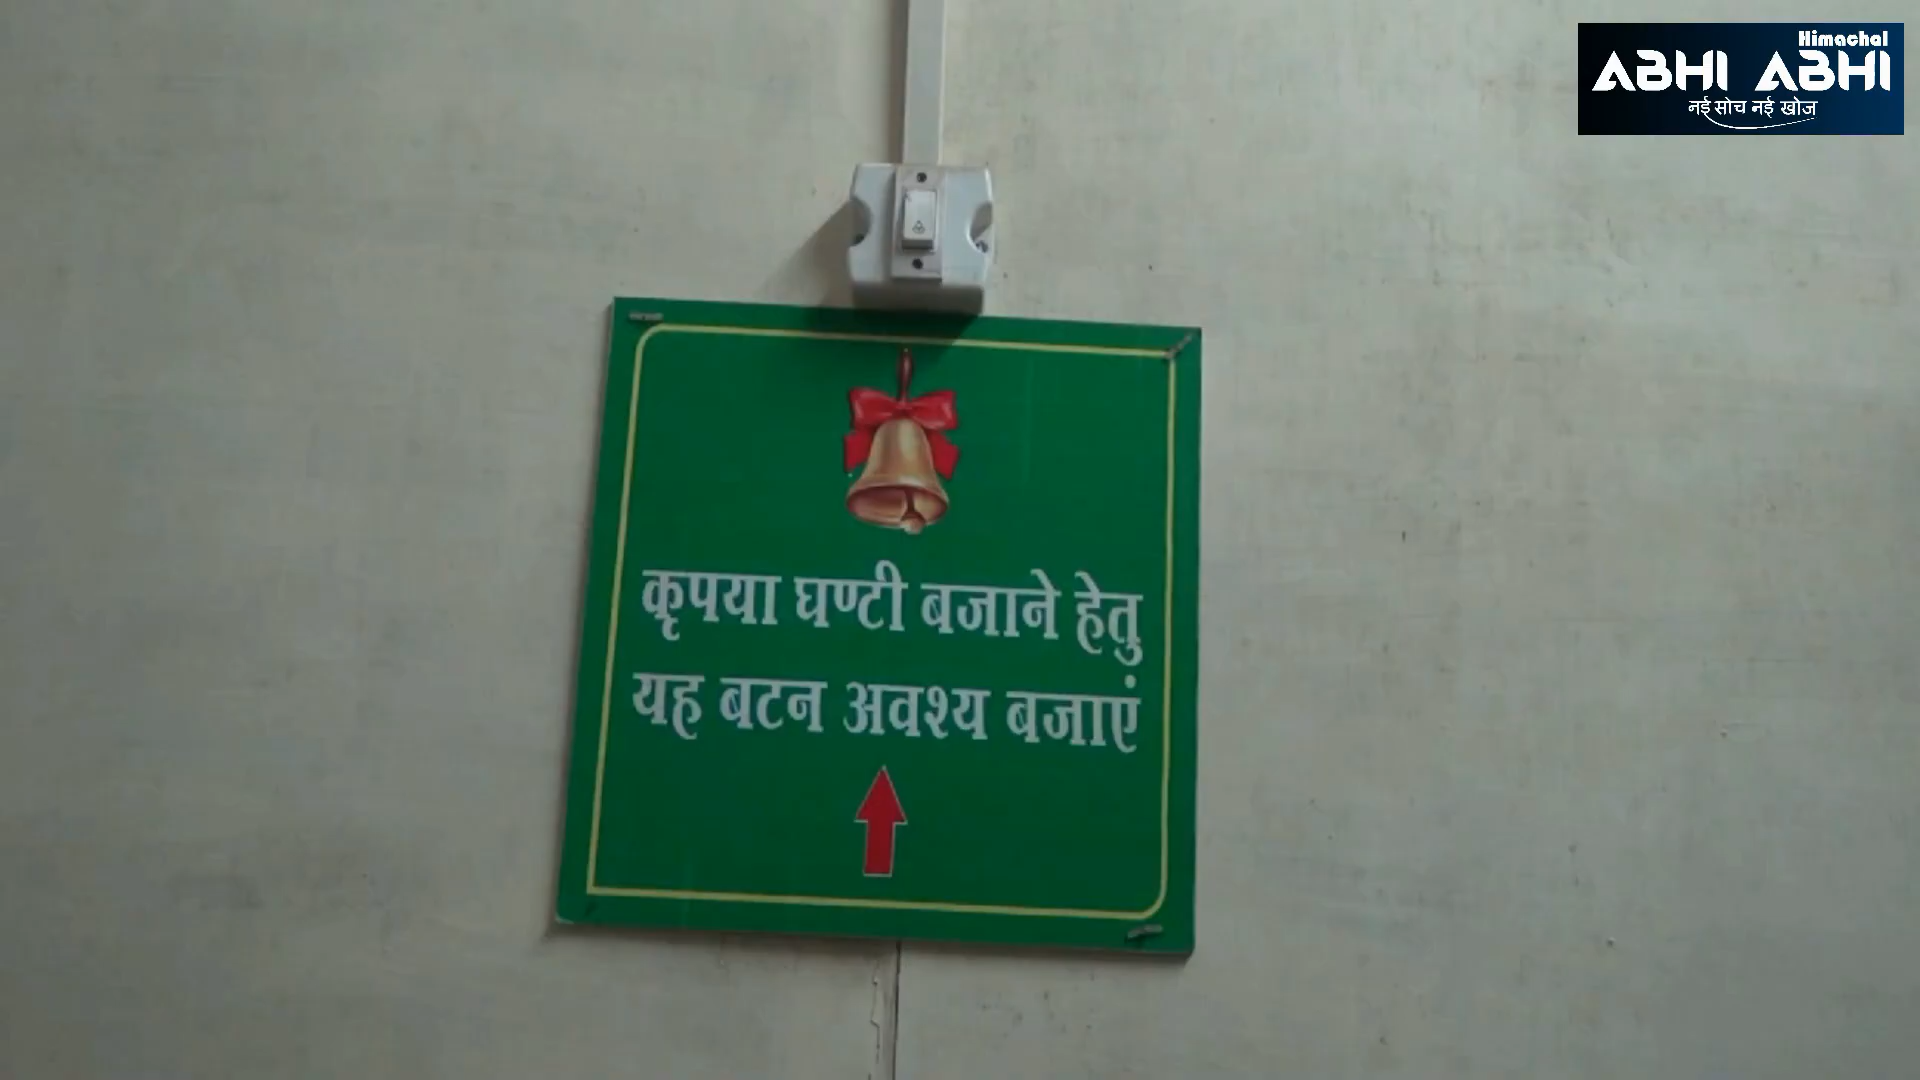 Himachal
ABHI ABHI
नई सोच नई खोज
कृपया घण्टी बजाने हेतु
यह बटन अवश्य बजाएं